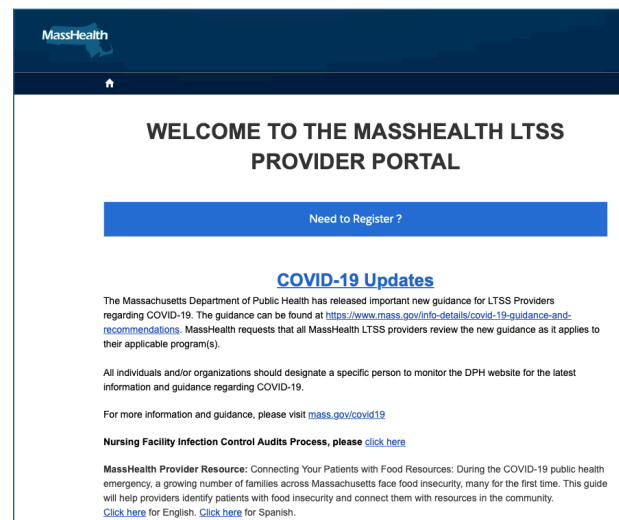 MassHealth
WELCOME TO THE MASSHEALTH LTSS
PROVIDER PORTAL
Need to Register ?
COVID-19 Updates
The Massachusetts Department of Public Health has released important new guidance for LTSS Providers
regarding COVID-19. The guidance can be found at https://www.mass.gov/info-details/covid-19-guidance-and-
recommendations. MassHealth requests that all MassHealth LTSS providers review the new guidance as it applies to
their applicable program(s).
All individuals and/or organizations should designate a specific person to monitor the DPH website for the latest
information and guidance regarding COVID-19.
For more information and guidance, please visit mass.gov/covid19
Nursing Facility Infection Control Audits Process, please click here
MassHealth Provider Resource: Connecting Your Patients with Food Resources: During the COVID-19 public health
emergency, a growing number of families across Massachusetts face food insecurity, many for the first time. This guide
will help providers identify patients with food insecurity and connect them with resources in the community.
Click here for English. Click here for Spanish.